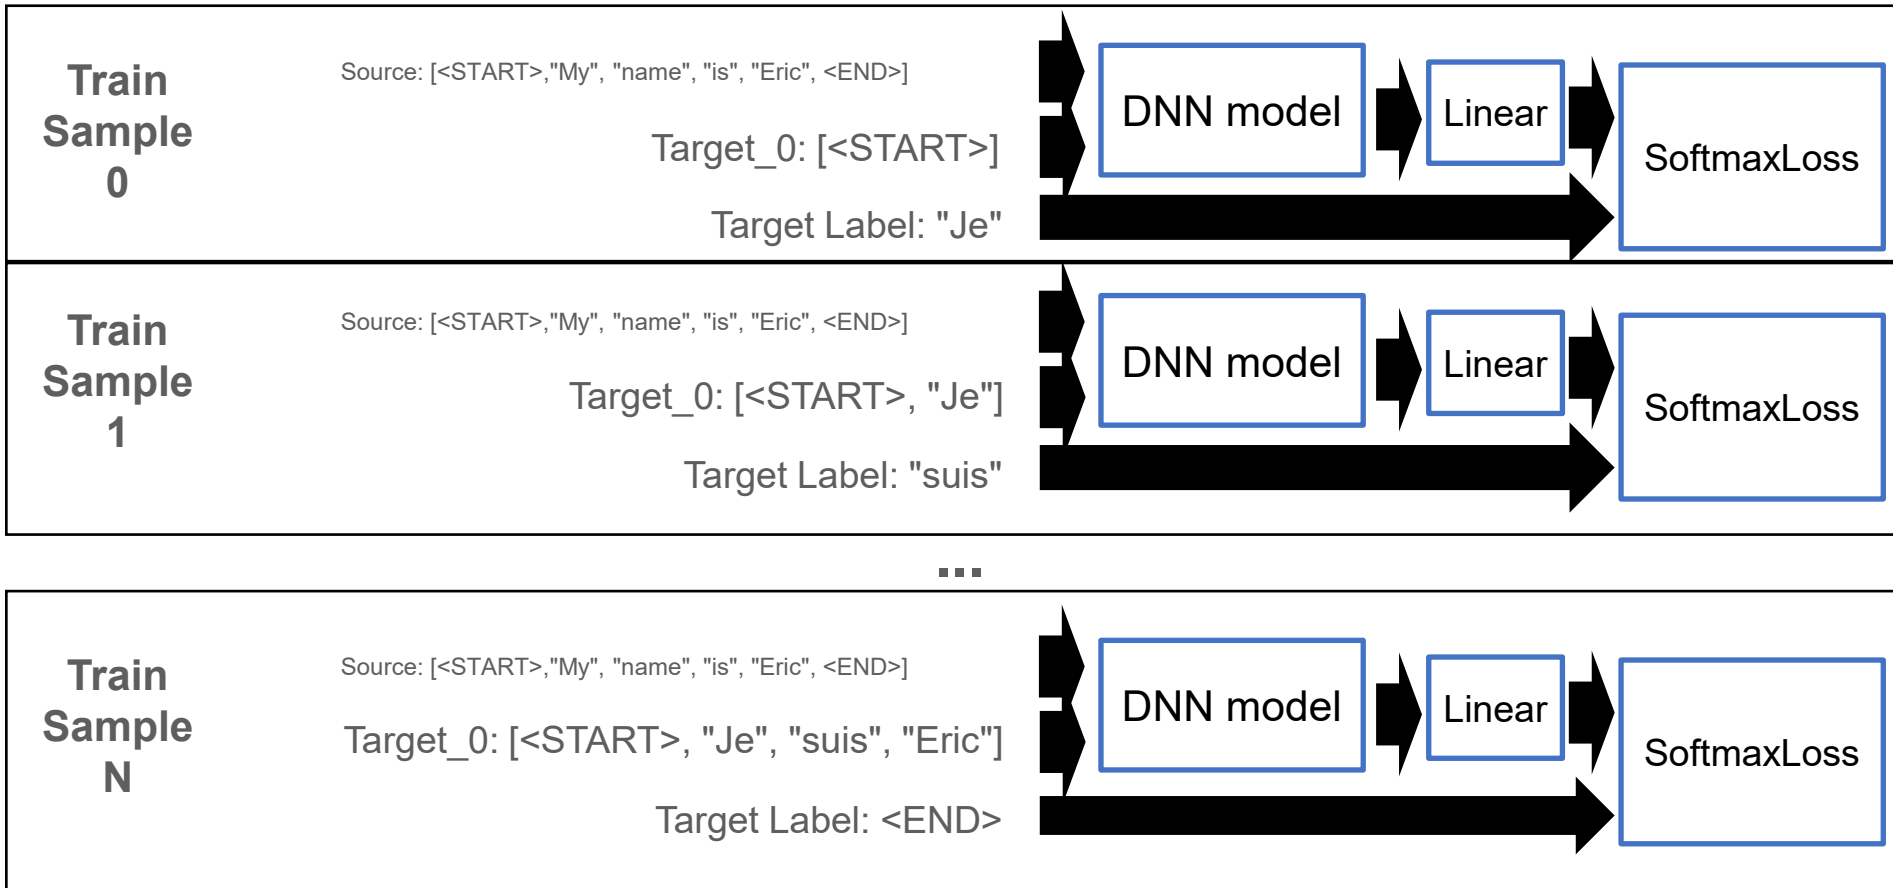 Train
Sample
0
Source: [<START>,"My", "name", "is", "Eric", <END>]
Target_0: [<START>]
Target Label: "Je"
DNN model
Linear
SoftmaxLoss
Train
Sample
1
Source: [<START>,"My", "name", "is", "Eric", <END>]
Target_0: [<START>, "Je"]
Target Label: "suis"
DNN model
Linear
SoftmaxLoss
...
Train
Sample
N
Source: [<START>,"My", "name", "is", "Eric", <END>]
Target_0: [<START>, "Je", "suis", "Eric"]
Target Label: <END>
DNN model
Linear
SoftmaxLoss